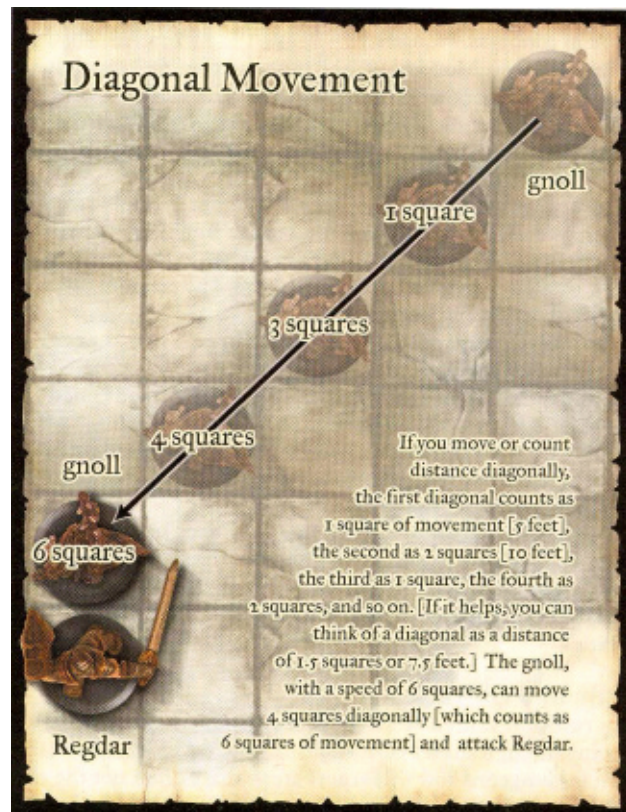 Diagonal Movement
gnoll
1 square
3 squares
4 squares
gnoll
6 squares
If you move or count
distance diagonally,
the first diagonal counts as
1 square of movement [5 feet],
the second as 2 squares [10 feet],
the third as 1 square, the fourth as
2 squares, and so on. [If it helps, you can
think of a diagonal as a distance
of 1.5 squares or 7.5 feet.] The gnoll,
with a speed of 6 squares, can move
4 squares diagonally [which counts as
6 squares of movement] and attack Regdar.
Regdar